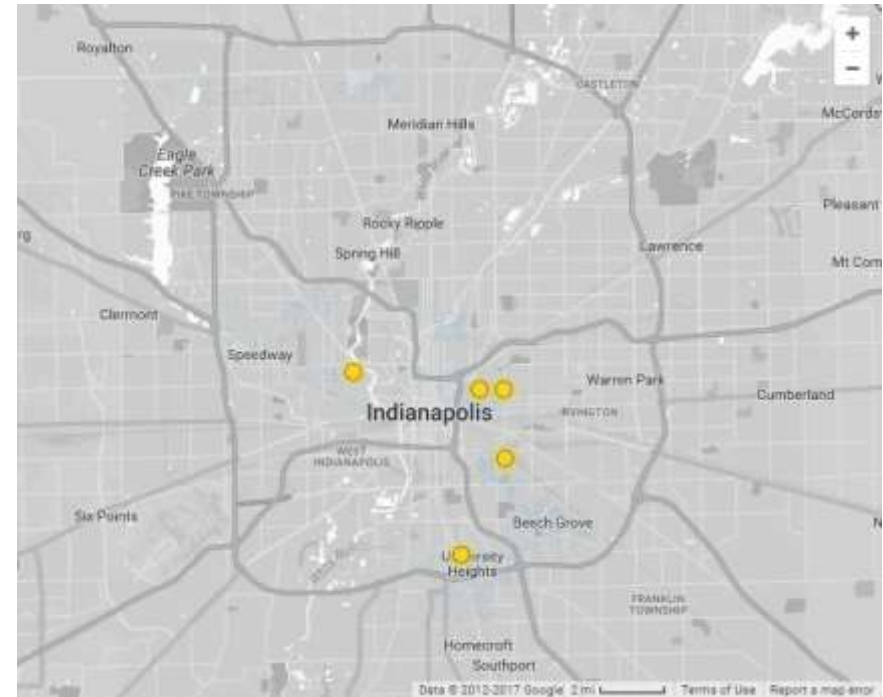 +
Royalton
−
CASTLETON
McCords
Meridian Hills
Eagle
Creek Park
PIKE TOWNSHIP
Pleasant
Rocky Ripple
rg
Lawrence
Spring Hill
Mt Com
Clermont
Speedway
Warren Park
Cumberland
Indianapolis
IRVINGTON
WEST
INDIANAPOLIS
Six Points
Beech Grove
N
University
Heights
FRANKLIN
TOWNSHIP
Homecroft
Southport
Data © 2012-2017 Google 2 mi Terms of Use Report a map error